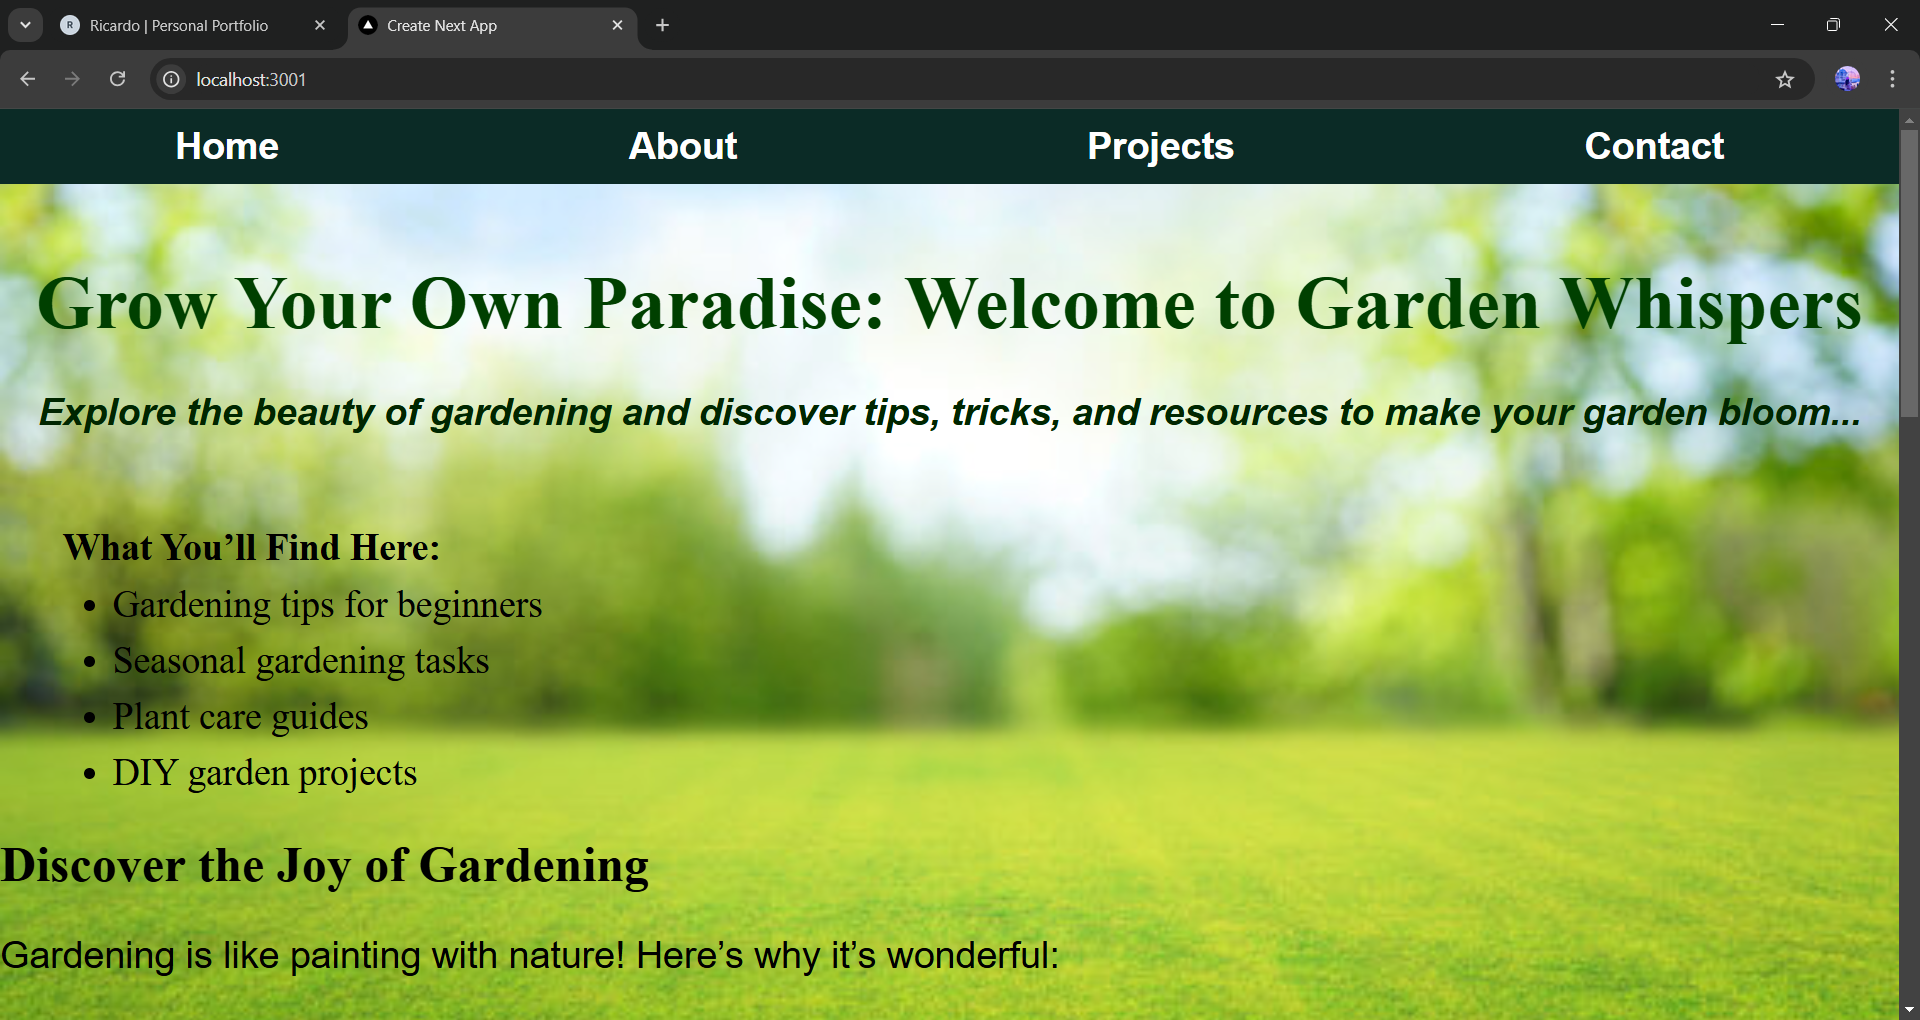 Ricardo | Personal Portfolio
Create Next App
localhost:3001
Home About Projects Contact
Grow Your Own Paradise: Welcome to Garden Whispers
Explore the beauty of gardening and discover tips, tricks, and resources to make your garden bloom...
What You’ll Find Here:
• Gardening tips for beginners
• Seasonal gardening tasks
• Plant care guides
• DIY garden projects
Discover the Joy of Gardening
Gardening is like painting with nature! Here’s why it’s wonderful: